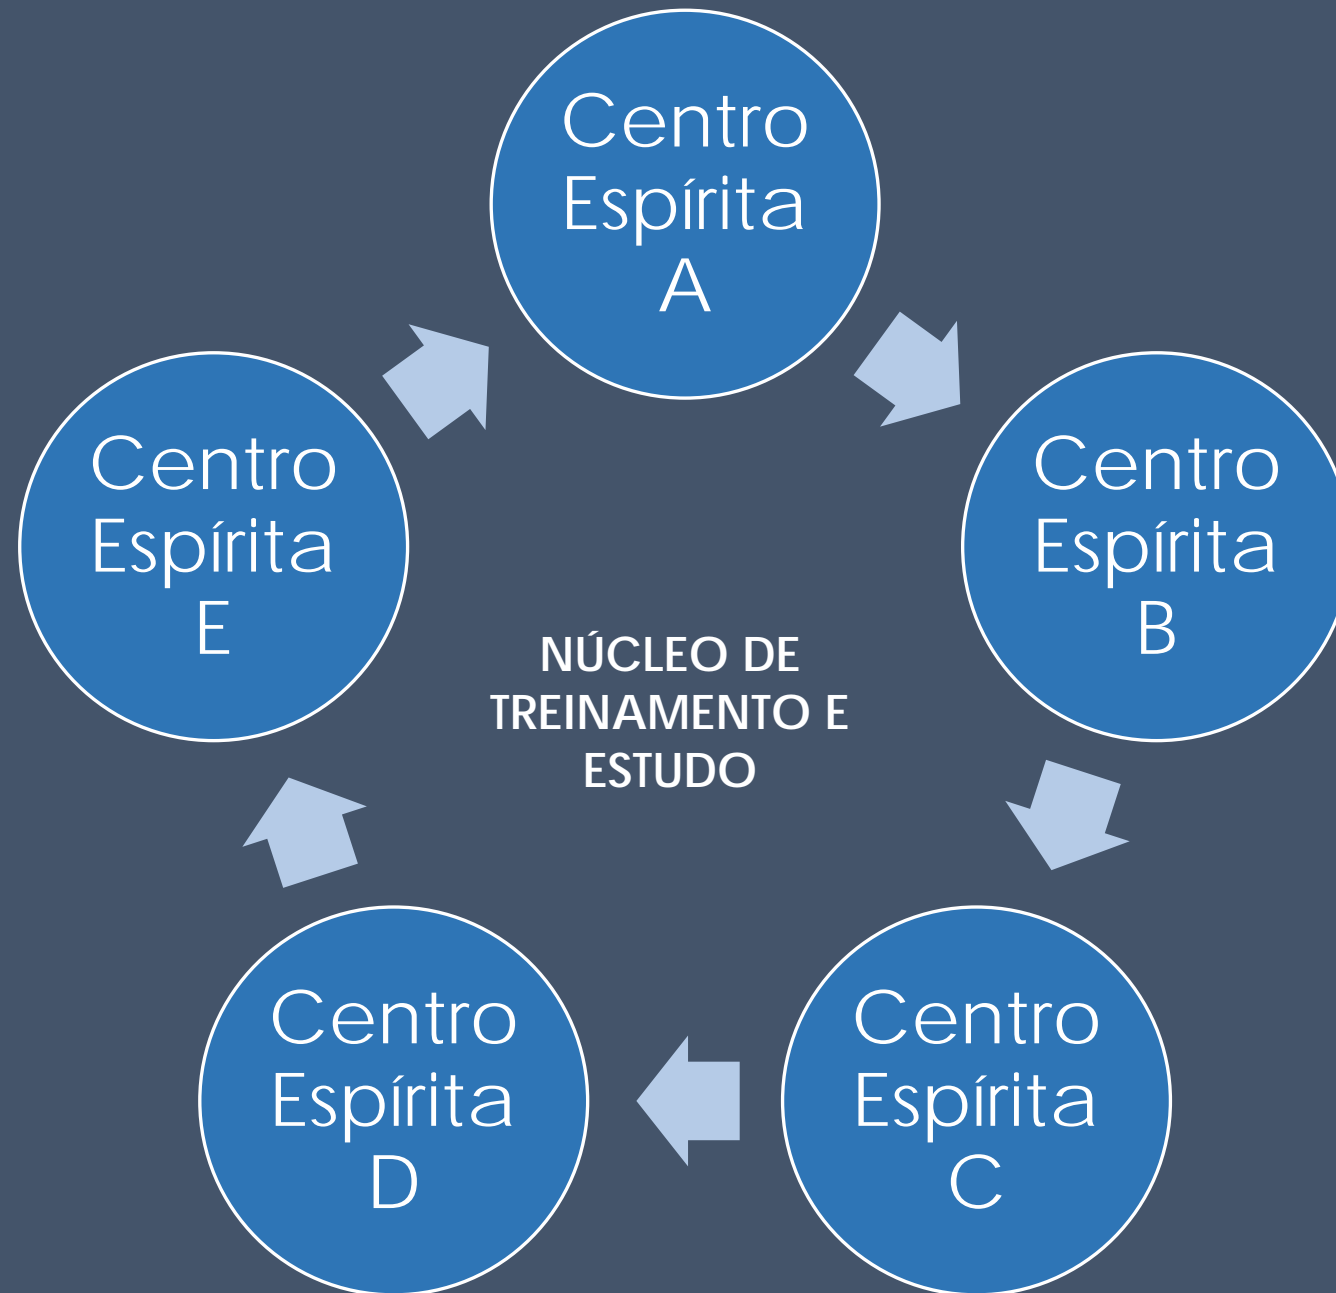 Centro
Espírita
A
Centro
Espírita
E
Centro
Espírita
B
NÚCLEO DE
TREINAMENTO E
ESTUDO
Centro
Espírita
D
Centro
Espírita
C